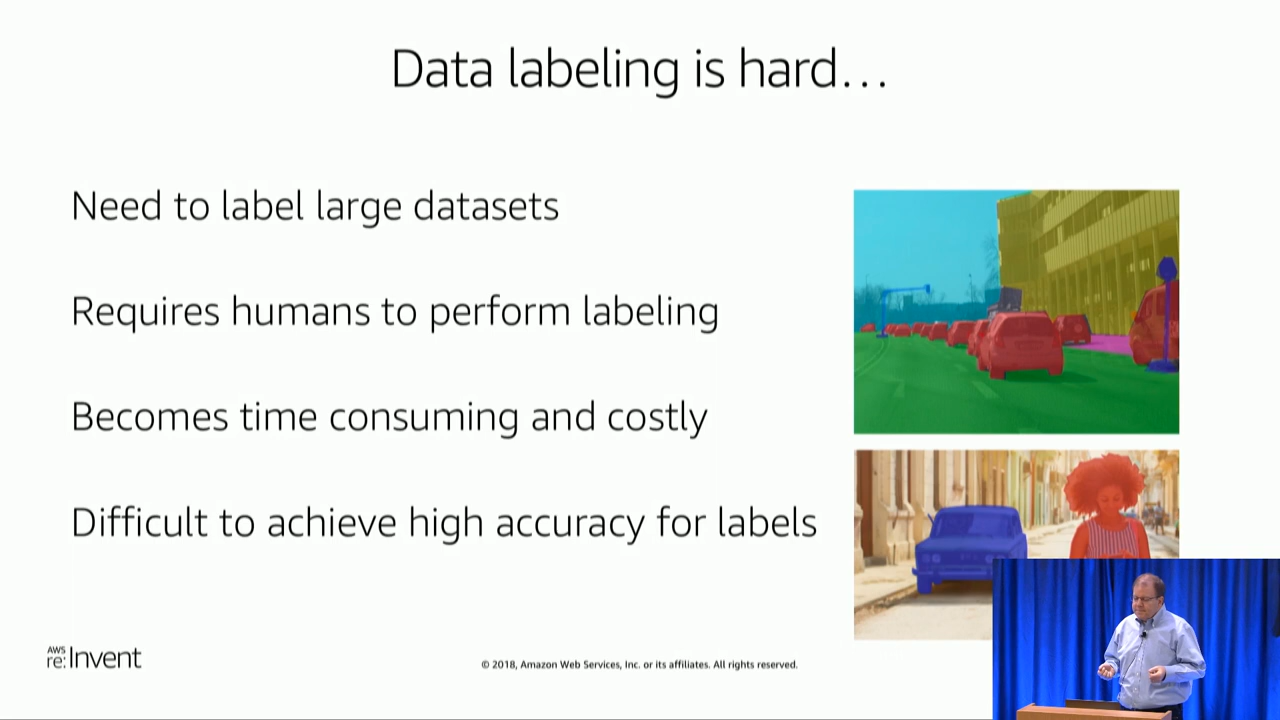 Data labeling is hard…
Need to label large datasets
Requires humans to perform labeling
Becomes time consuming and costly
Difficult to achieve high accuracy for labels
AWS
re:Invent
© 2018, Amazon Web Services, Inc. or its affiliates. All rights reserved.